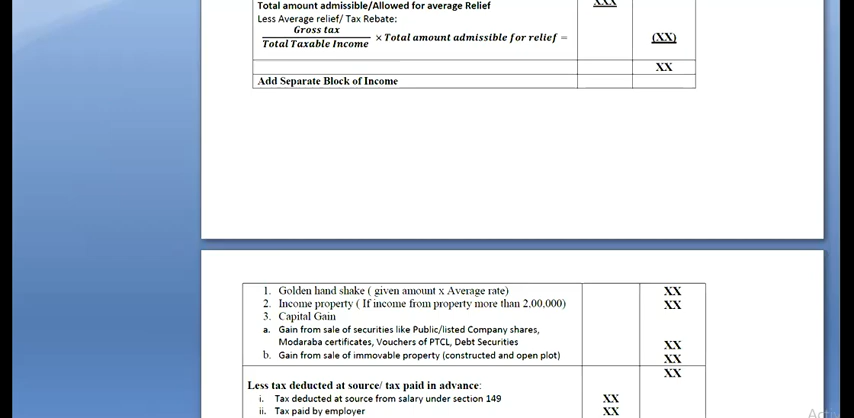 Total amount admissible/Allowed for average Relief XXX
Less Average relief/ Tax Rebate:
Gross tax
Total Taxable Income × Total amount admissible for relief = (XX)
XX
Add Separate Block of Income
1. Golden hand shake ( given amount x Average rate) XX
2. Income property ( If income from property more than 2,00,000) XX
3. Capital Gain
a. Gain from sale of securities like Public/listed Company shares,
Modaraba certificates, Vouchers of PTCL, Debt Securities XX
b. Gain from sale of immovable property (constructed and open plot) XX
XX
Less tax deducted at source/ tax paid in advance:
i. Tax deducted at source from salary under section 149 XX
ii. Tax paid by employer XX
Activ